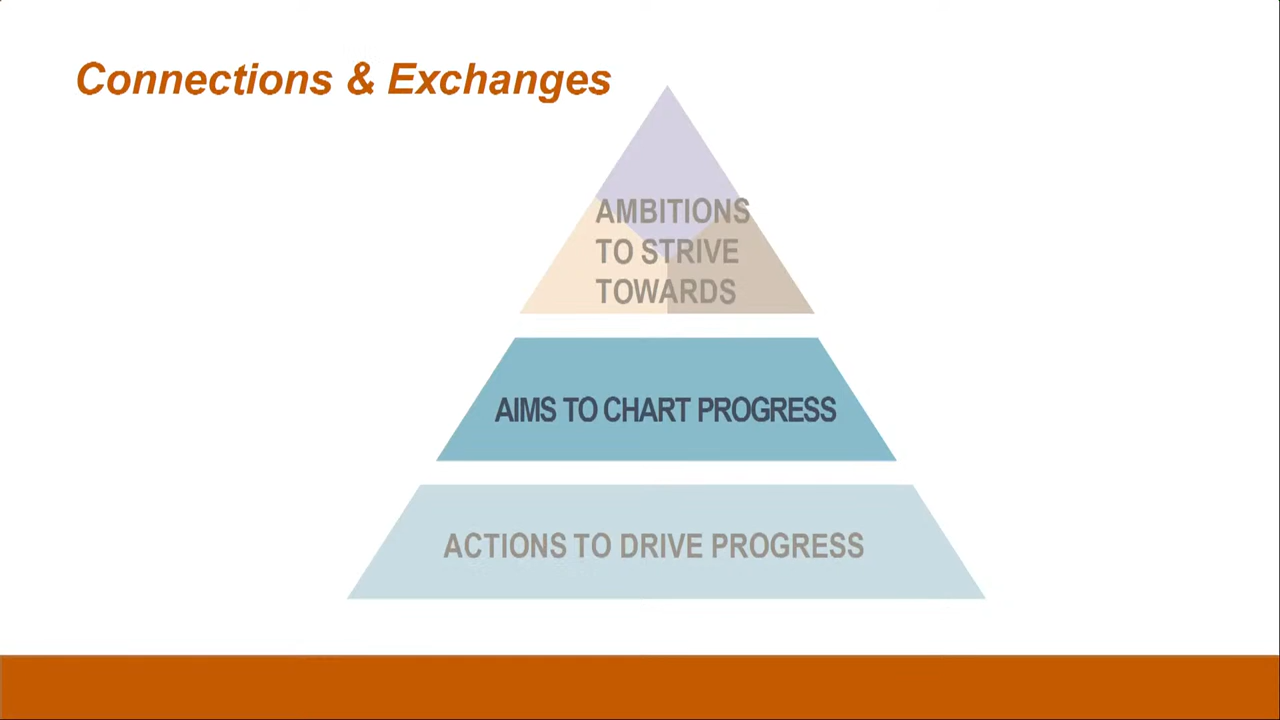 Connections & Exchanges
AMBITIONS
TO STRIVE
TOWARDS
AIMS TO CHART PROGRESS
ACTIONS TO DRIVE PROGRESS